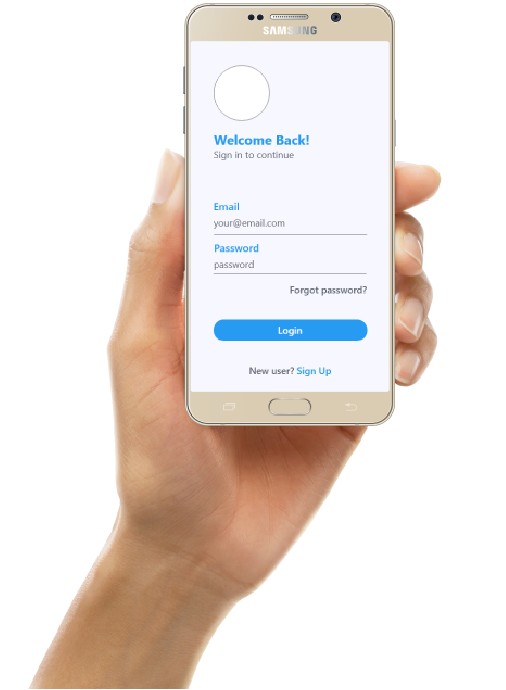 SAMSUNG
Welcome Back!
Sign in to continue
Email
your@email.com
Password
password
Forgot password?
Login
New user? Sign Up